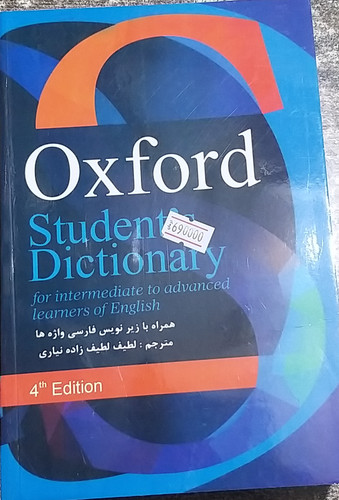 Oxford
Student's
Dictionary
for intermediate to advanced
learners of English
همراه با زیر نویس فارسی واژه ها
مترجم : لطیف لطیف زاده نیاری
4th Edition
690000